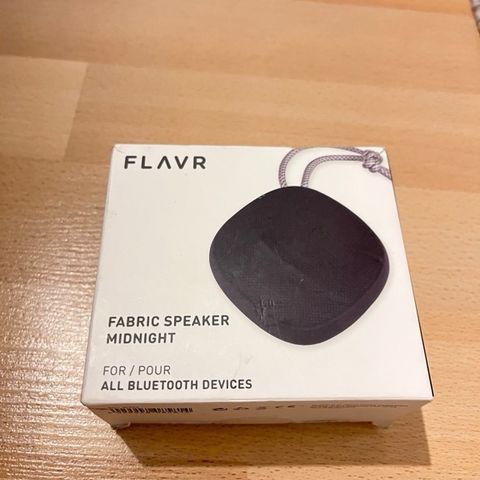 FLAVR
FABRIC SPEAKER
MIDNIGHT
FOR / POUR
ALL BLUETOOTH DEVICES